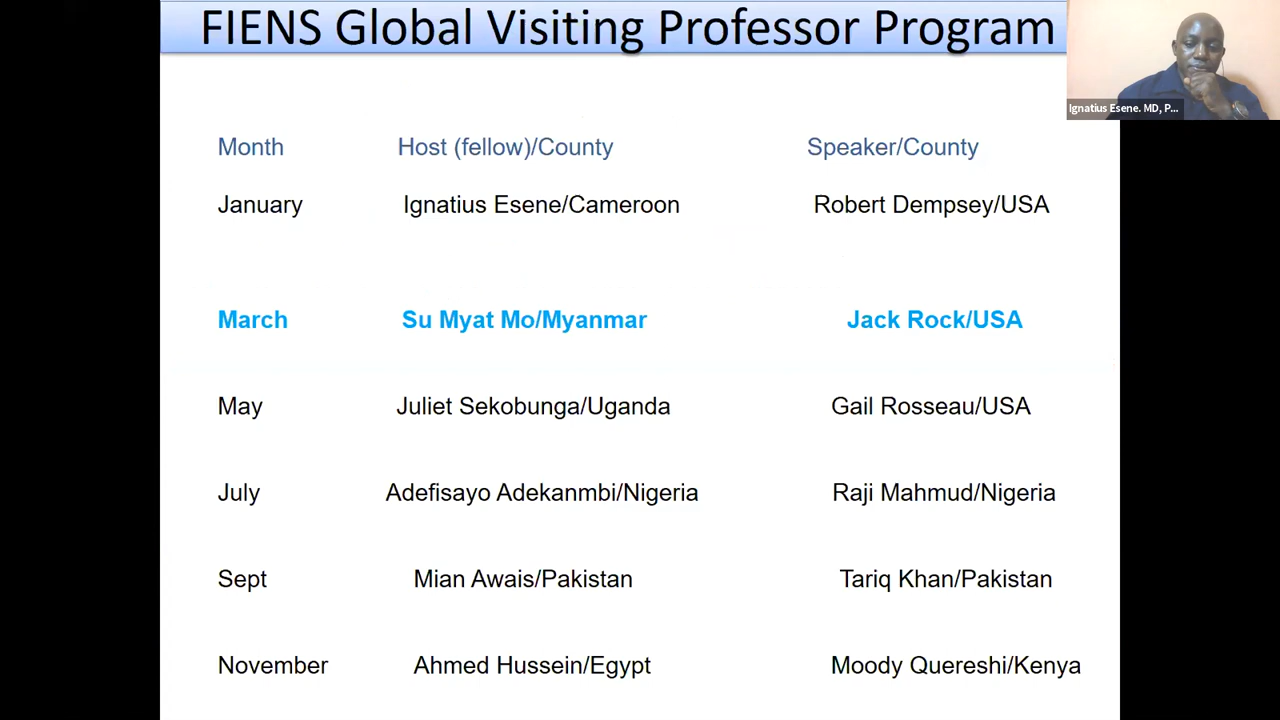 FIENS Global Visiting Professor Program
Ignatius Esene. MD, P...
Month Host (fellow)/County Speaker/County
January Ignatius Esene/Cameroon Robert Dempsey/USA
March Su Myat Mo/Myanmar Jack Rock/USA
May Juliet Sekobunga/Uganda Gail Rosseau/USA
July Adefisayo Adekanmbi/Nigeria Raji Mahmud/Nigeria
Sept Mian Awais/Pakistan Tariq Khan/Pakistan
November Ahmed Hussein/Egypt Moody Quereshi/Kenya